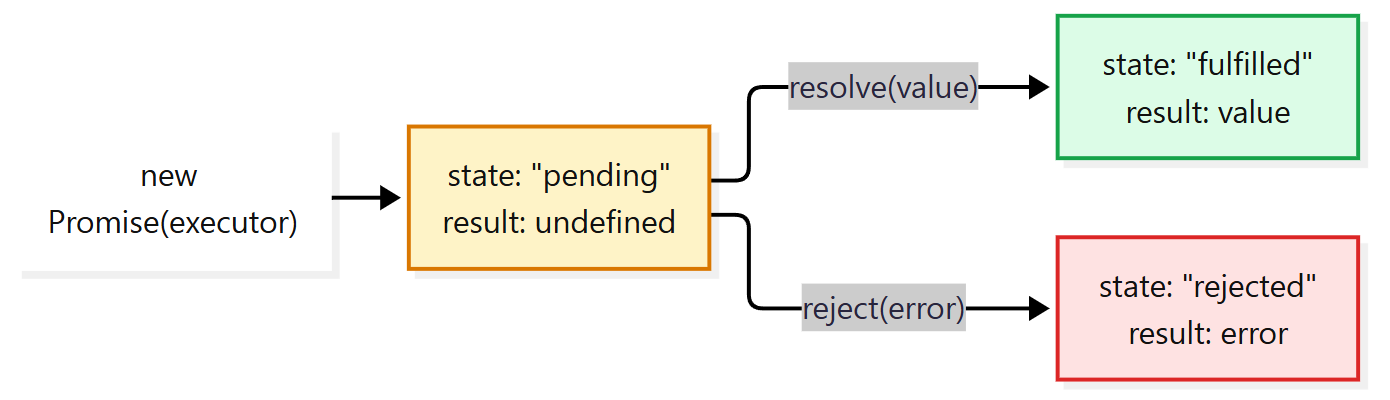 new
Promise(executor)
state: "pending"
result: undefined
resolve(value)
state: "fulfilled"
result: value
reject(error)
state: "rejected"
result: error